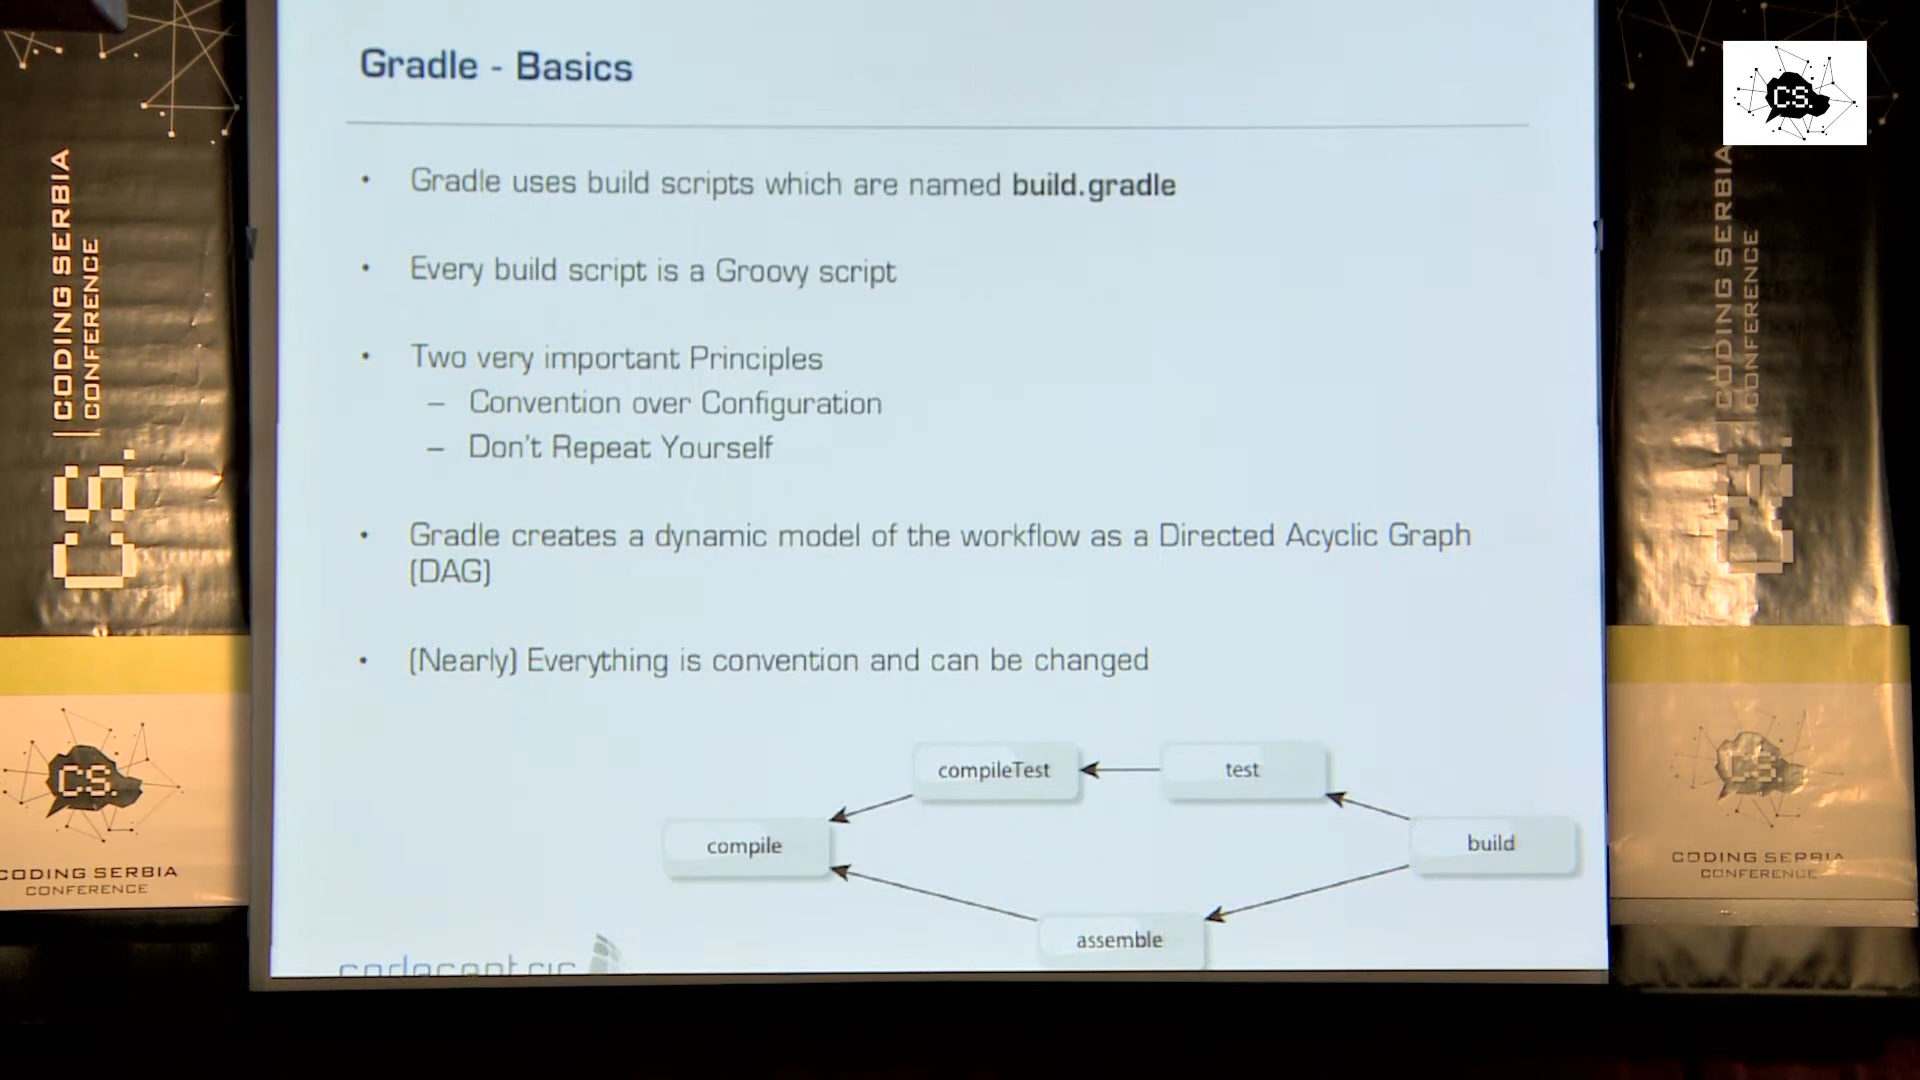 Gradle - Basics
• Gradle uses build scripts which are named build.gradle
• Every build script is a Groovy script
• Two very important Principles
– Convention over Configuration
– Don't Repeat Yourself
• Gradle creates a dynamic model of the workflow as a Directed Acyclic Graph
(DAG)
• (Nearly) Everything is convention and can be changed
compileTest
test
compile
build
assemble
codecentric
CS. | CODING SERBIA
CONFERENCE
CS.
CODING SERBIA
CONFERENCE
CS.
CS. | CODING SERBIA
CONFERENCE
CS.
CODING SERBIA
CONFERENCE